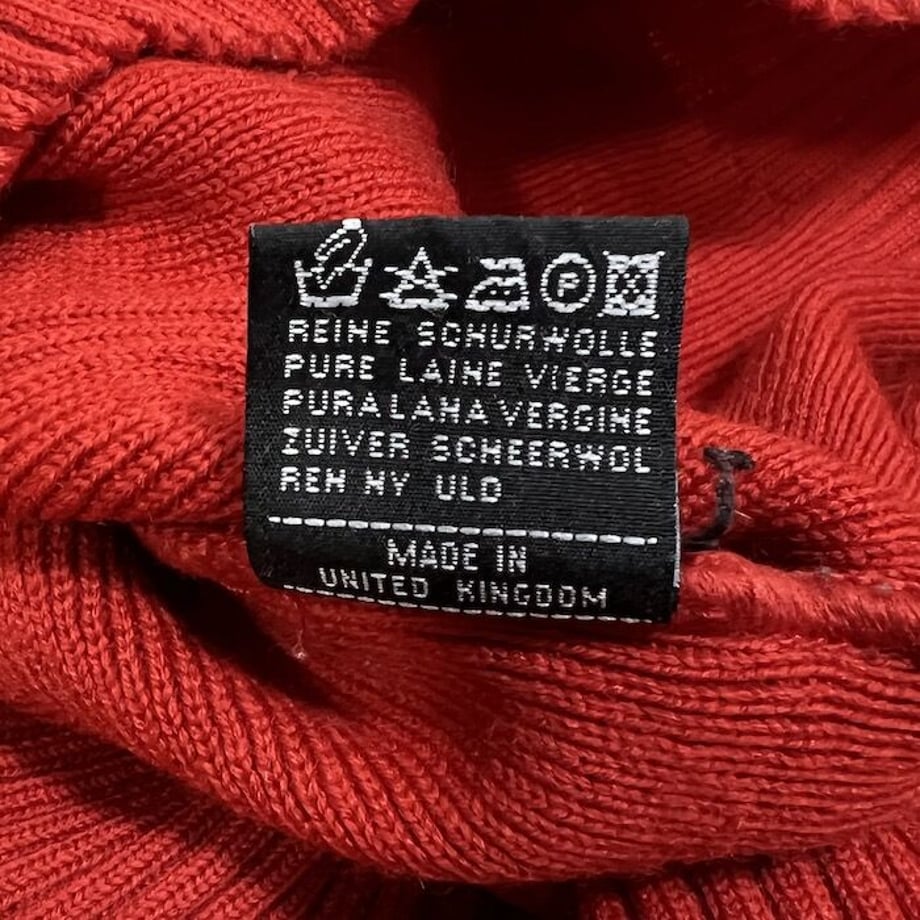 P
REINE SCHURWOLLE
PURE LAINE VIERGE
PURA LANA VERGINE
ZUIVER SCHEERWOL
REN NY ULD
MADE IN
UNITED KINGDOM